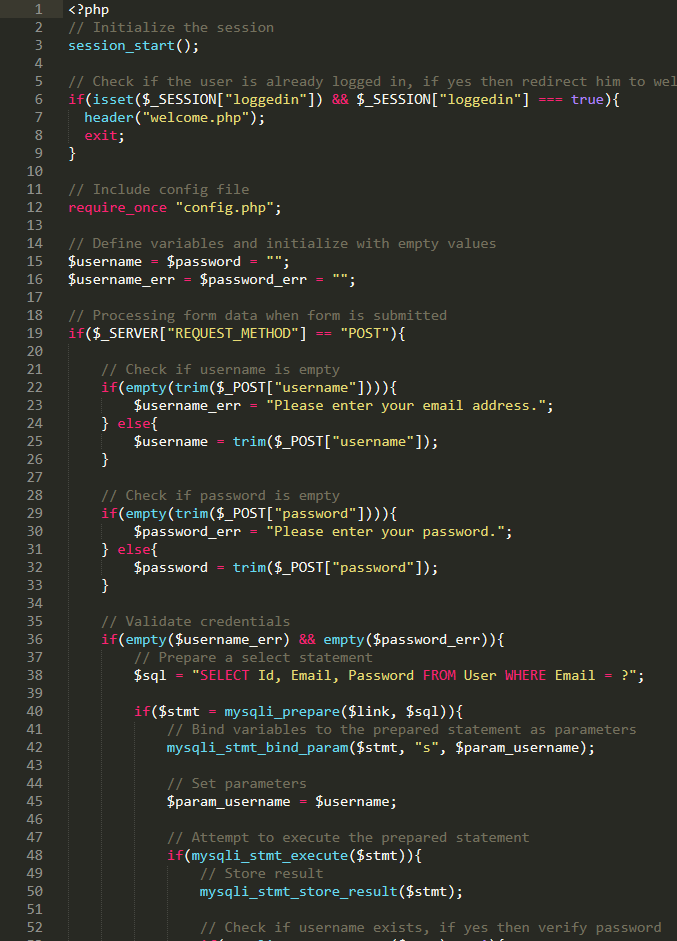 1 <?php
2 // Initialize the session
3 session_start();
4
5 // Check if the user is already logged in, if yes then redirect him to wel
6 if(isset($_SESSION["loggedin"]) && $_SESSION["loggedin"] === true){
7   header("welcome.php");
8   exit;
9 }
10
11 // Include config file
12 require_once "config.php";
13
14 // Define variables and initialize with empty values
15 $username = $password = "";
16 $username_err = $password_err = "";
17
18 // Processing form data when form is submitted
19 if($_SERVER["REQUEST_METHOD"] == "POST"){
20
21     // Check if username is empty
22     if(empty(trim($_POST["username"]))){
23         $username_err = "Please enter your email address.";
24     } else{
25         $username = trim($_POST["username"]);
26     }
27
28     // Check if password is empty
29     if(empty(trim($_POST["password"]))){
30         $password_err = "Please enter your password.";
31     } else{
32         $password = trim($_POST["password"]);
33     }
34
35     // Validate credentials
36     if(empty($username_err) && empty($password_err)){
37         // Prepare a select statement
38         $sql = "SELECT Id, Email, Password FROM User WHERE Email = ?";
39
40         if($stmt = mysqli_prepare($link, $sql)){
41             // Bind variables to the prepared statement as parameters
42             mysqli_stmt_bind_param($stmt, "s", $param_username);
43
44             // Set parameters
45             $param_username = $username;
46
47             // Attempt to execute the prepared statement
48             if(mysqli_stmt_execute($stmt)){
49                 // Store result
50                 mysqli_stmt_store_result($stmt);
51
52                 // Check if username exists, if yes then verify password